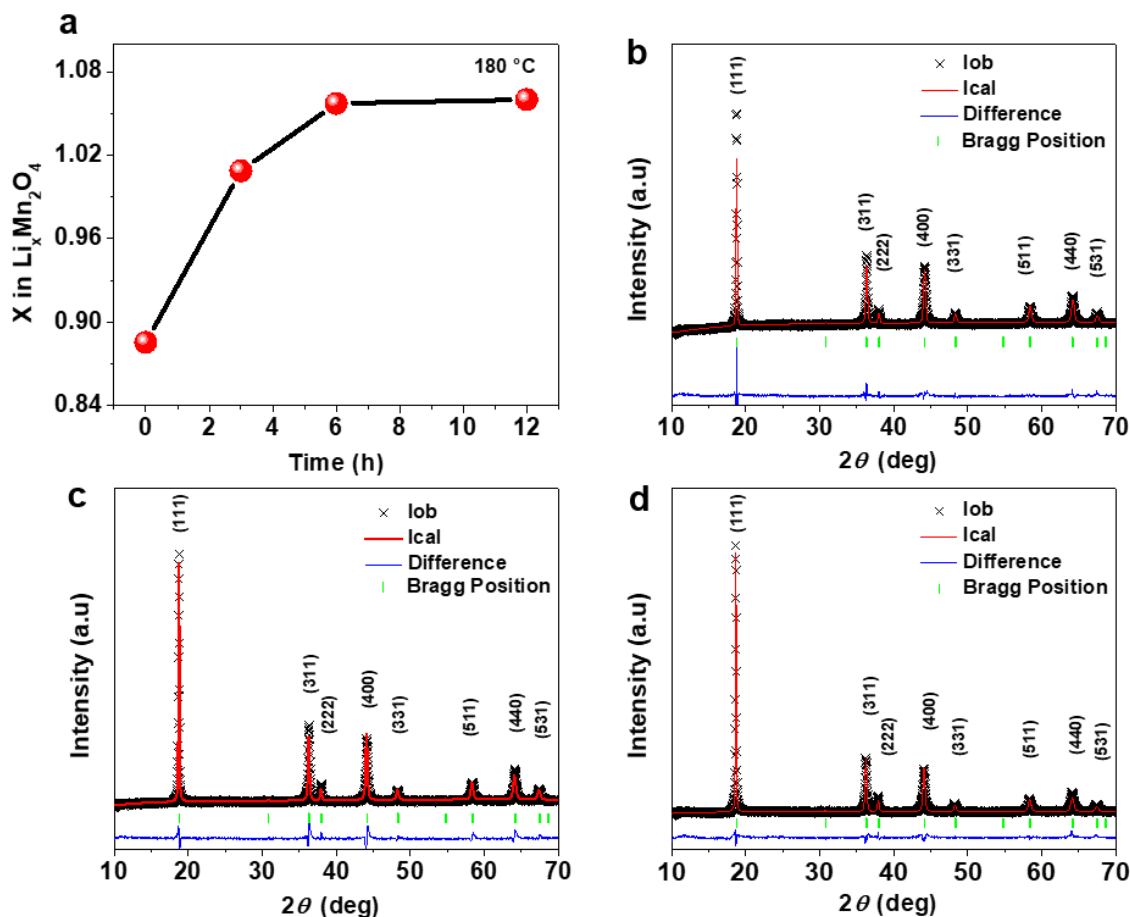 a
1.08
1.02
0.96
0.90
0.84
X in LiₓMn₂O₄
180 °C
0 2 4 6 8 10 12
Time (h)
b
Intensity (a.u)
Iob
Ical
Difference
Bragg Position
(111)
(311)
(222)
(400)
(331)
(511)
(440)
(531)
10 20 30 40 50 60 70
2θ (deg)
c
Intensity (a.u)
Iob
Ical
Difference
Bragg Position
(111)
(311)
(222)
(400)
(331)
(511)
(440)
(531)
10 20 30 40 50 60 70
2θ (deg)
d
Intensity (a.u)
Iob
Ical
Difference
Bragg Position
(111)
(311)
(222)
(400)
(331)
(511)
(440)
(531)
10 20 30 40 50 60 70
2θ (deg)